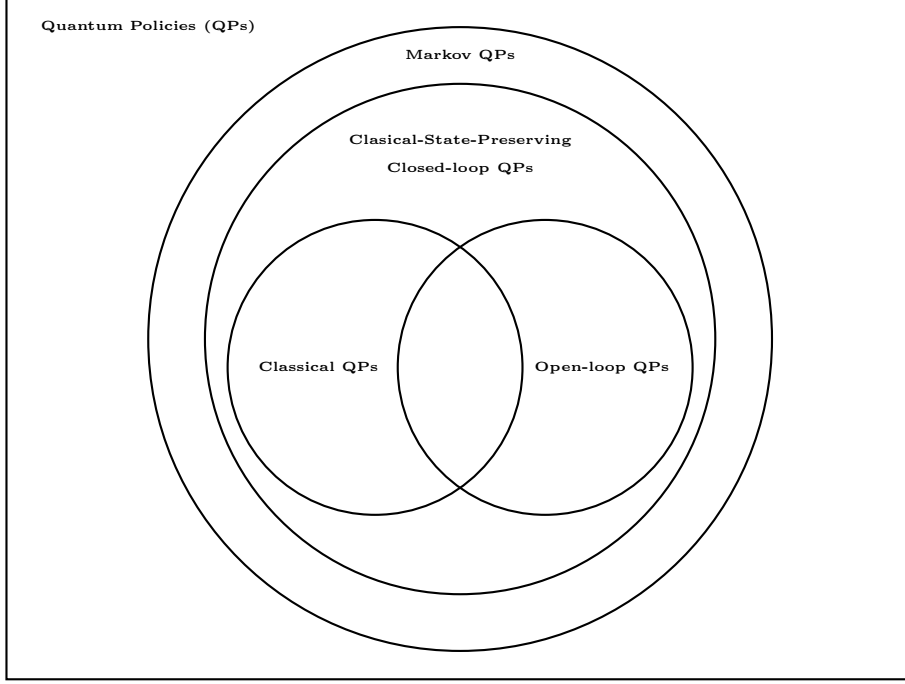 Quantum Policies (QPs)
Markov QPs
Clasical-State-Preserving
Closed-loop QPs
Classical QPs
Open-loop QPs